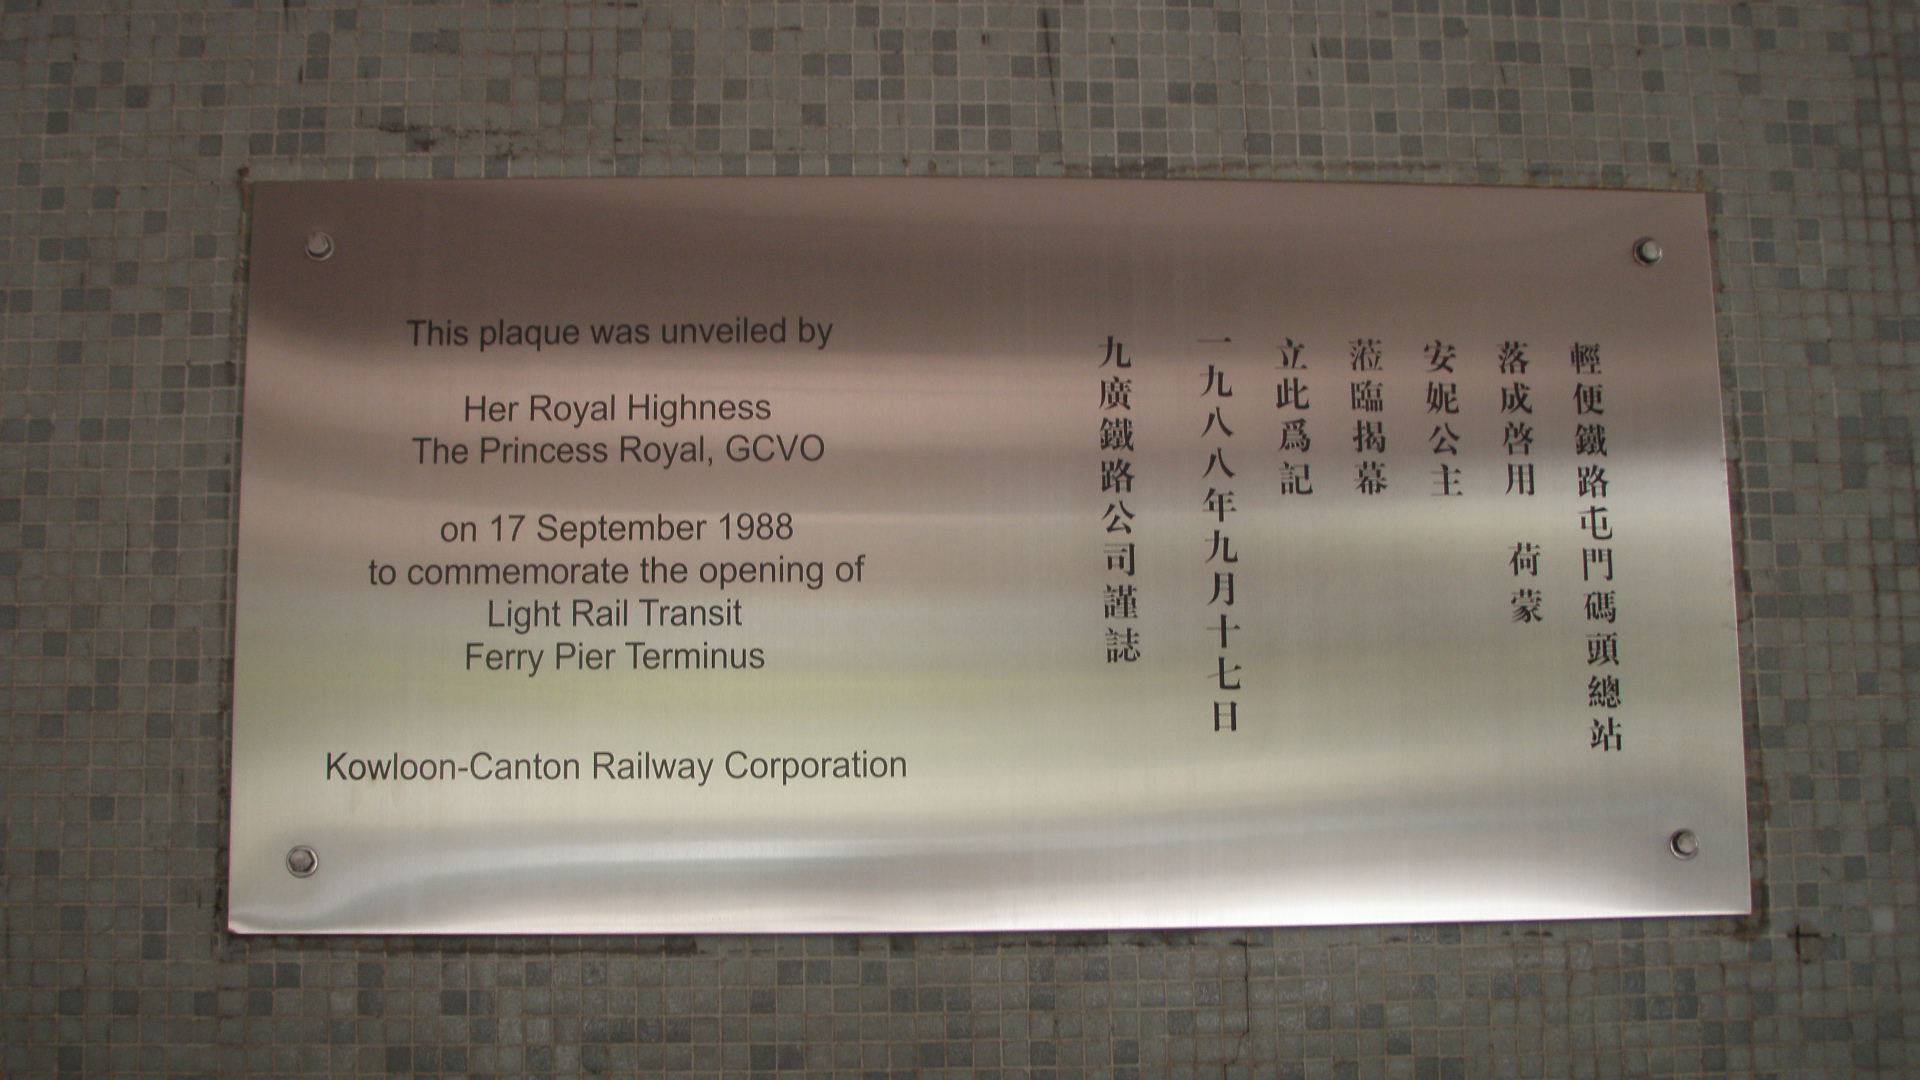 This plaque was unveiled by
Her Royal Highness
The Princess Royal, GCVO
on 17 September 1988
to commemorate the opening of
Light Rail Transit
Ferry Pier Terminus
Kowloon-Canton Railway Corporation
輕便鐵路屯門碼頭總站
落成啓用 荷蒙
安妮公主
蒞臨揭幕
立此爲記
一九八八年九月十七日
九廣鐵路公司謹誌